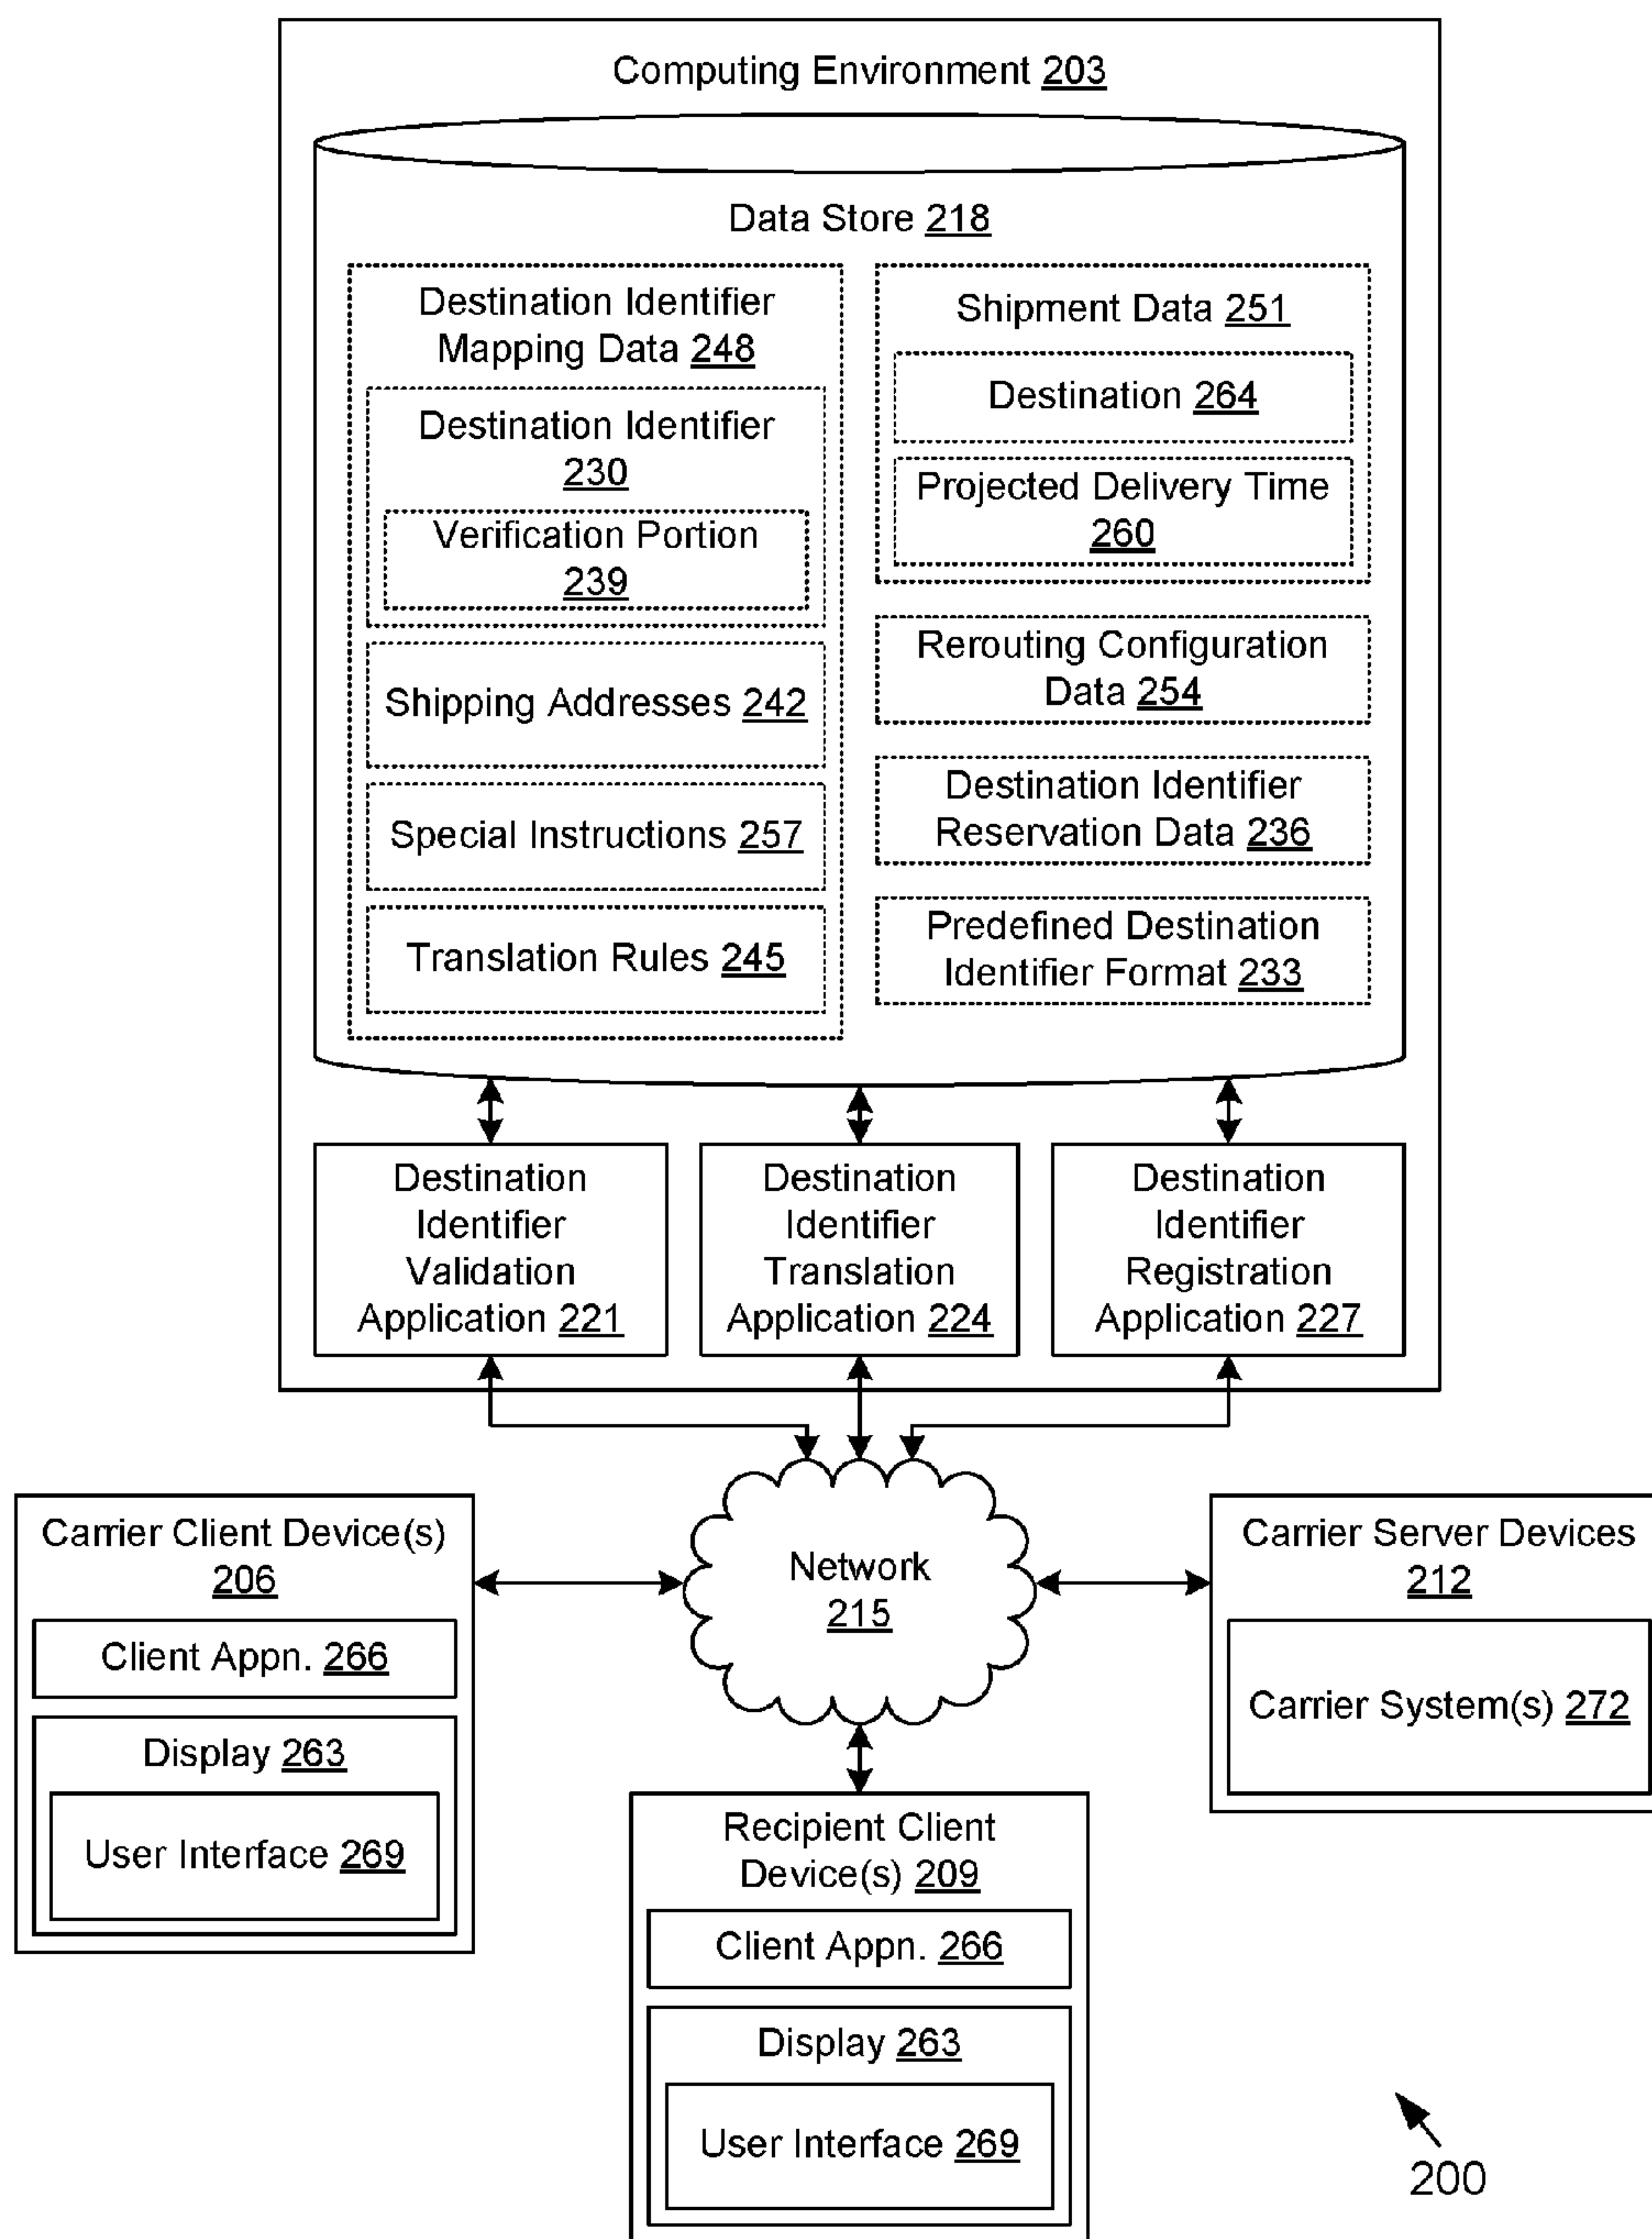 Computing Environment 203
Data Store 218
Destination Identifier
Mapping Data 248
Destination Identifier
230
Verification Portion
239
Shipping Addresses 242
Special Instructions 257
Translation Rules 245
Shipment Data 251
Destination 264
Projected Delivery Time
260
Rerouting Configuration
Data 254
Destination Identifier
Reservation Data 236
Predefined Destination
Identifier Format 233
Destination
Identifier
Validation
Application 221
Destination
Identifier
Translation
Application 224
Destination
Identifier
Registration
Application 227
Carrier Client Device(s)
206
Client Appn. 266
Display 263
User Interface 269
Network
215
Carrier Server Devices
212
Carrier System(s) 272
Recipient Client
Device(s) 209
Client Appn. 266
Display 263
User Interface 269
200